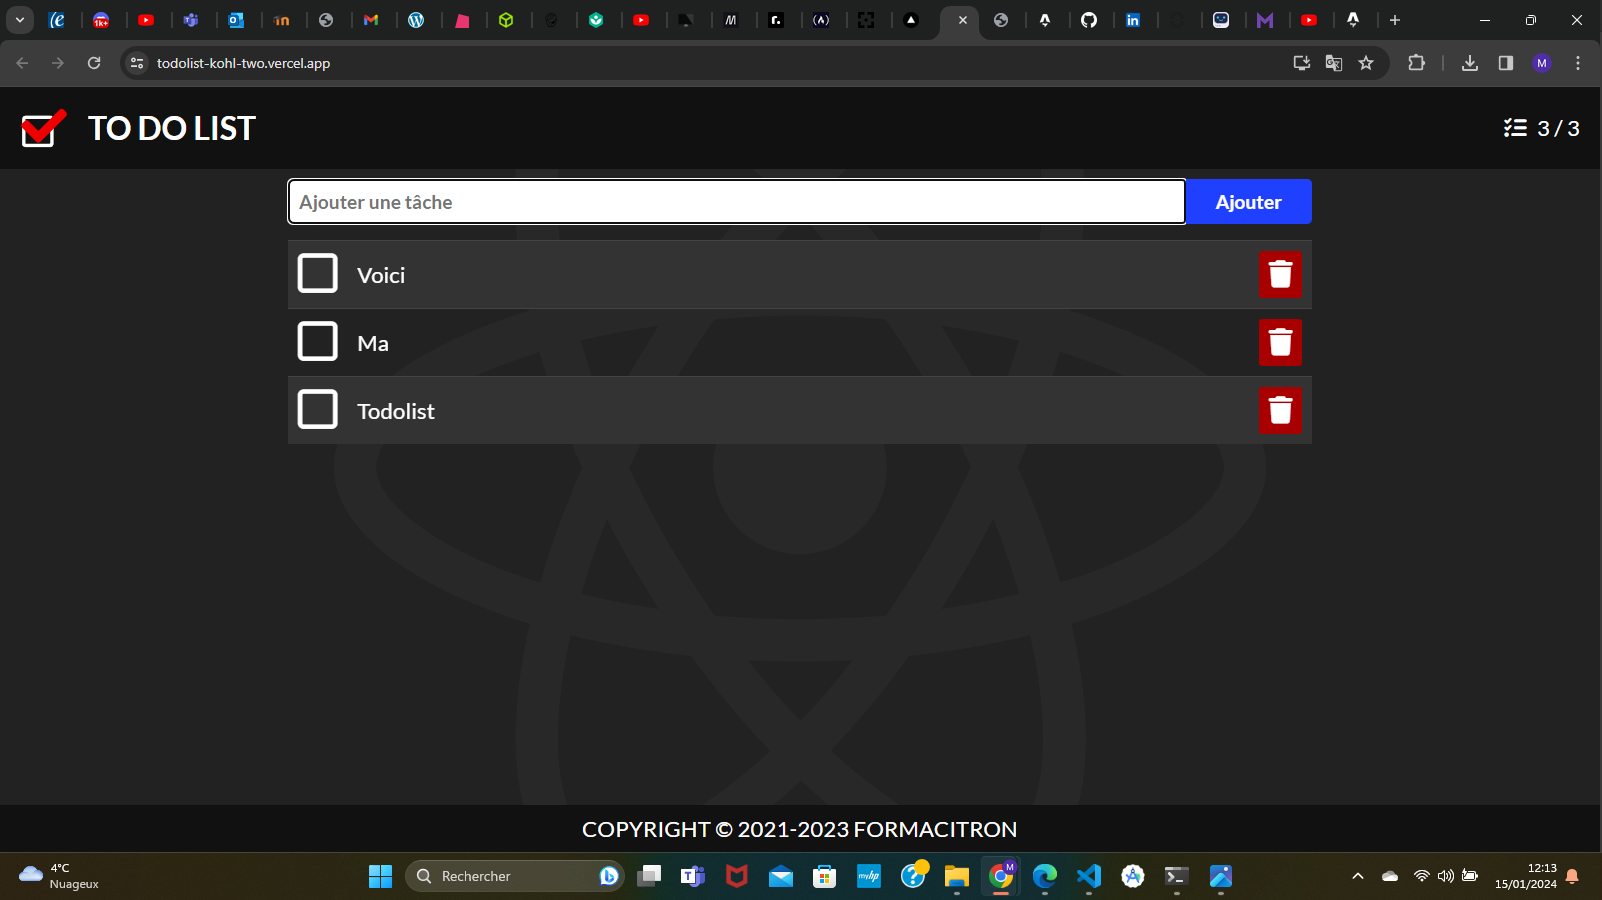 todolist-kohl-two.vercel.app
M
TO DO LIST
3 / 3
Ajouter une tâche
Ajouter
Voici
Ma
Todolist
COPYRIGHT © 2021-2023 FORMACITRON
4°C
Nuageux
Rechercher
12:13
15/01/2024